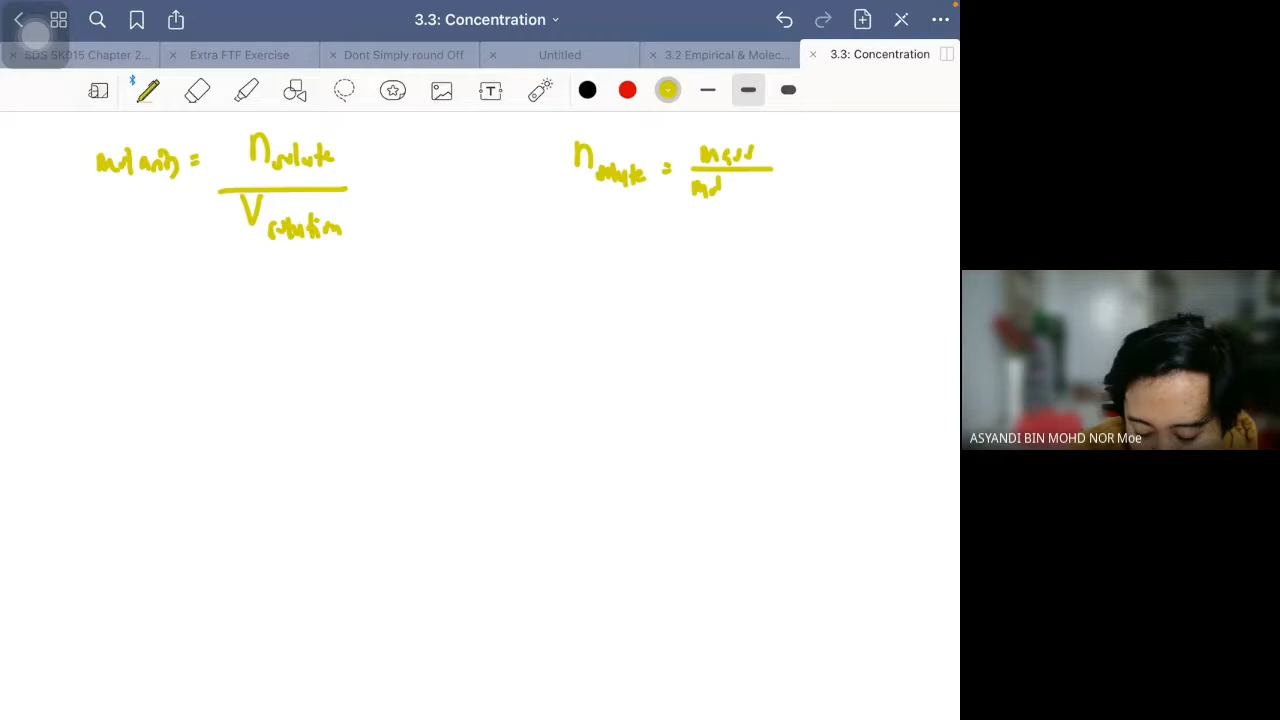 3.3: Concentration
SDS SK015 Chapter 2...
Extra FTF Exercise
Dont Simply round Off
Untitled
3.2 Empirical & Molec...
3.3: Concentration
molarity = n solute
V solution
n solute = mass
mol
ASYANDI BIN MOHD NOR Moe